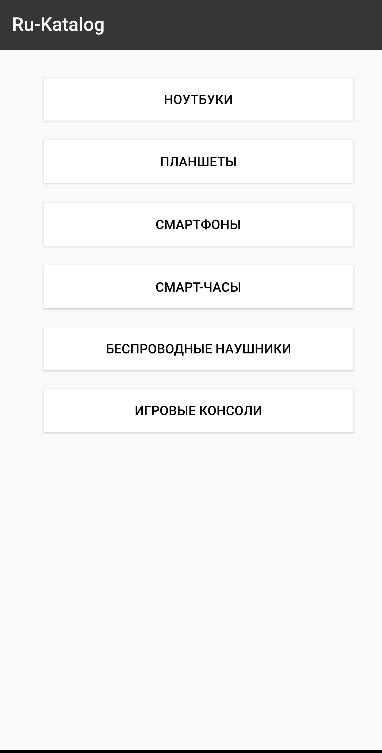 Ru-Katalog
НОУТБУКИ
ПЛАНШЕТЫ
СМАРТФОНЫ
СМАРТ-ЧАСЫ
БЕСПРОВОДНЫЕ НАУШНИКИ
ИГРОВЫЕ КОНСОЛИ